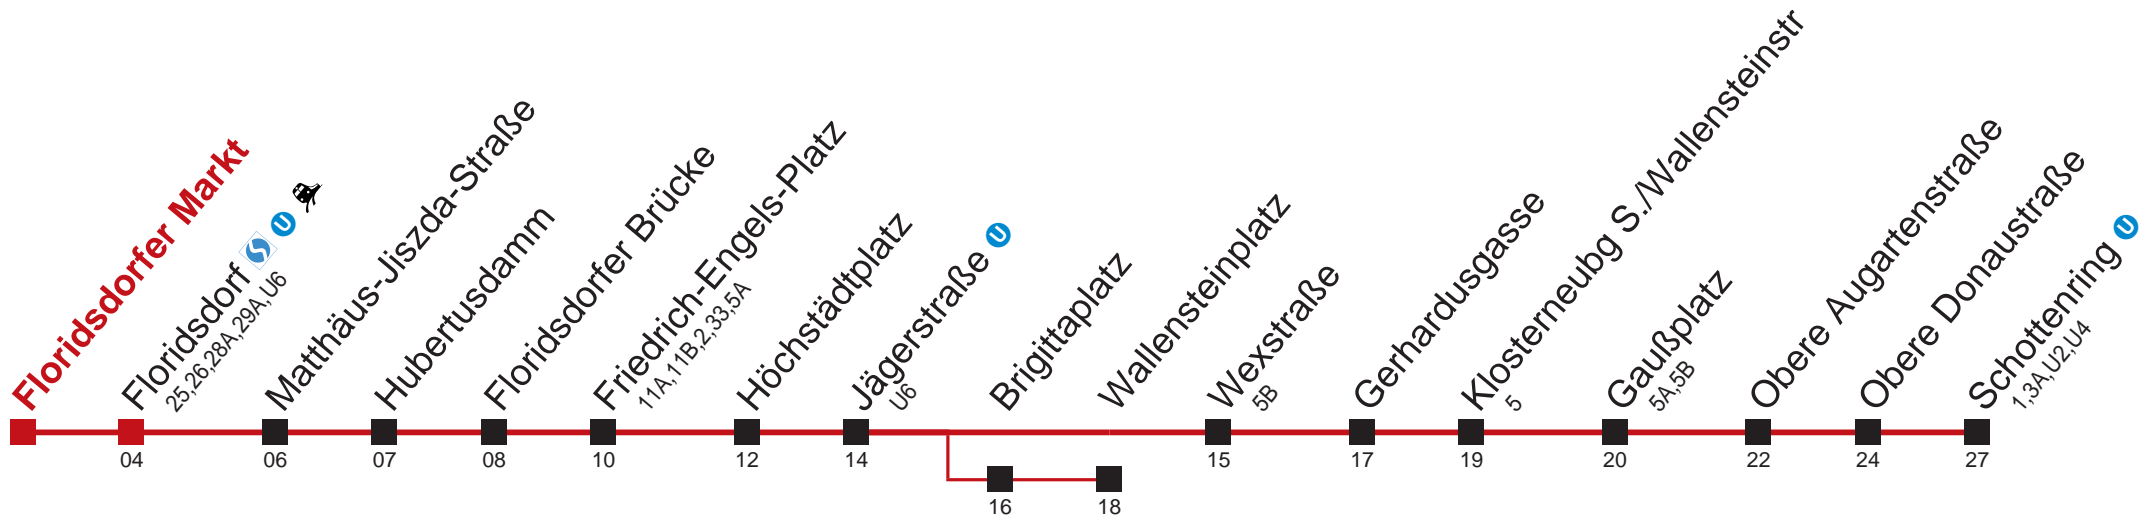 Floridsdorfer Markt
Floridsdorf
25,26,28A,29A,U6
Matthäus-Jiszda-Straße
Hubertusdamm
Floridsdorfer Brücke
Friedrich-Engels-Platz
11A,11B,2,33,5A
Höchstädtplatz
Jägerstraße
U6
Brigittaplatz
Wallensteinplatz
Wexstraße
5B
Gerhardusgasse
Klosterneubg S./Wallensteinstr
5
Gaußplatz
5A,5B
Obere Augartenstraße
Obere Donaustraße
Schottenring
1,3A,U2,U4
U
U
U
04 06 07 08 10 12 14 15 17 19 20 22 24 27
16 18